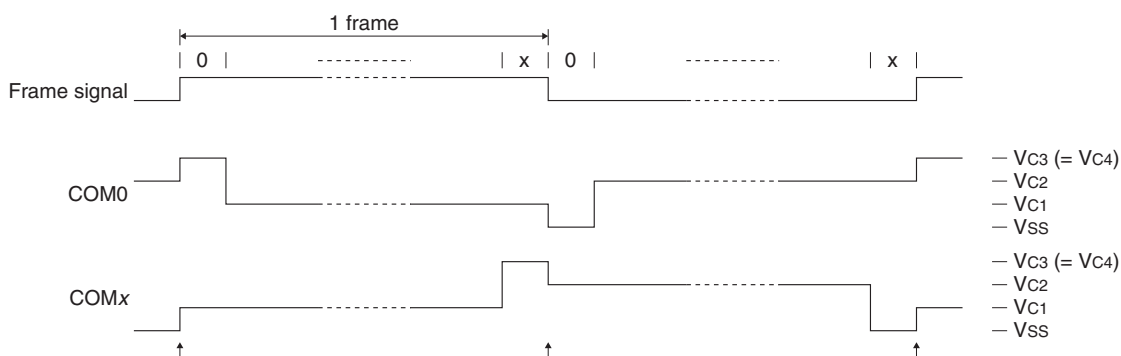 1 frame
0 x 0 x
Frame signal
COM0
VC3 (= VC4)
VC2
VC1
VSS
COMx
VC3 (= VC4)
VC2
VC1
VSS